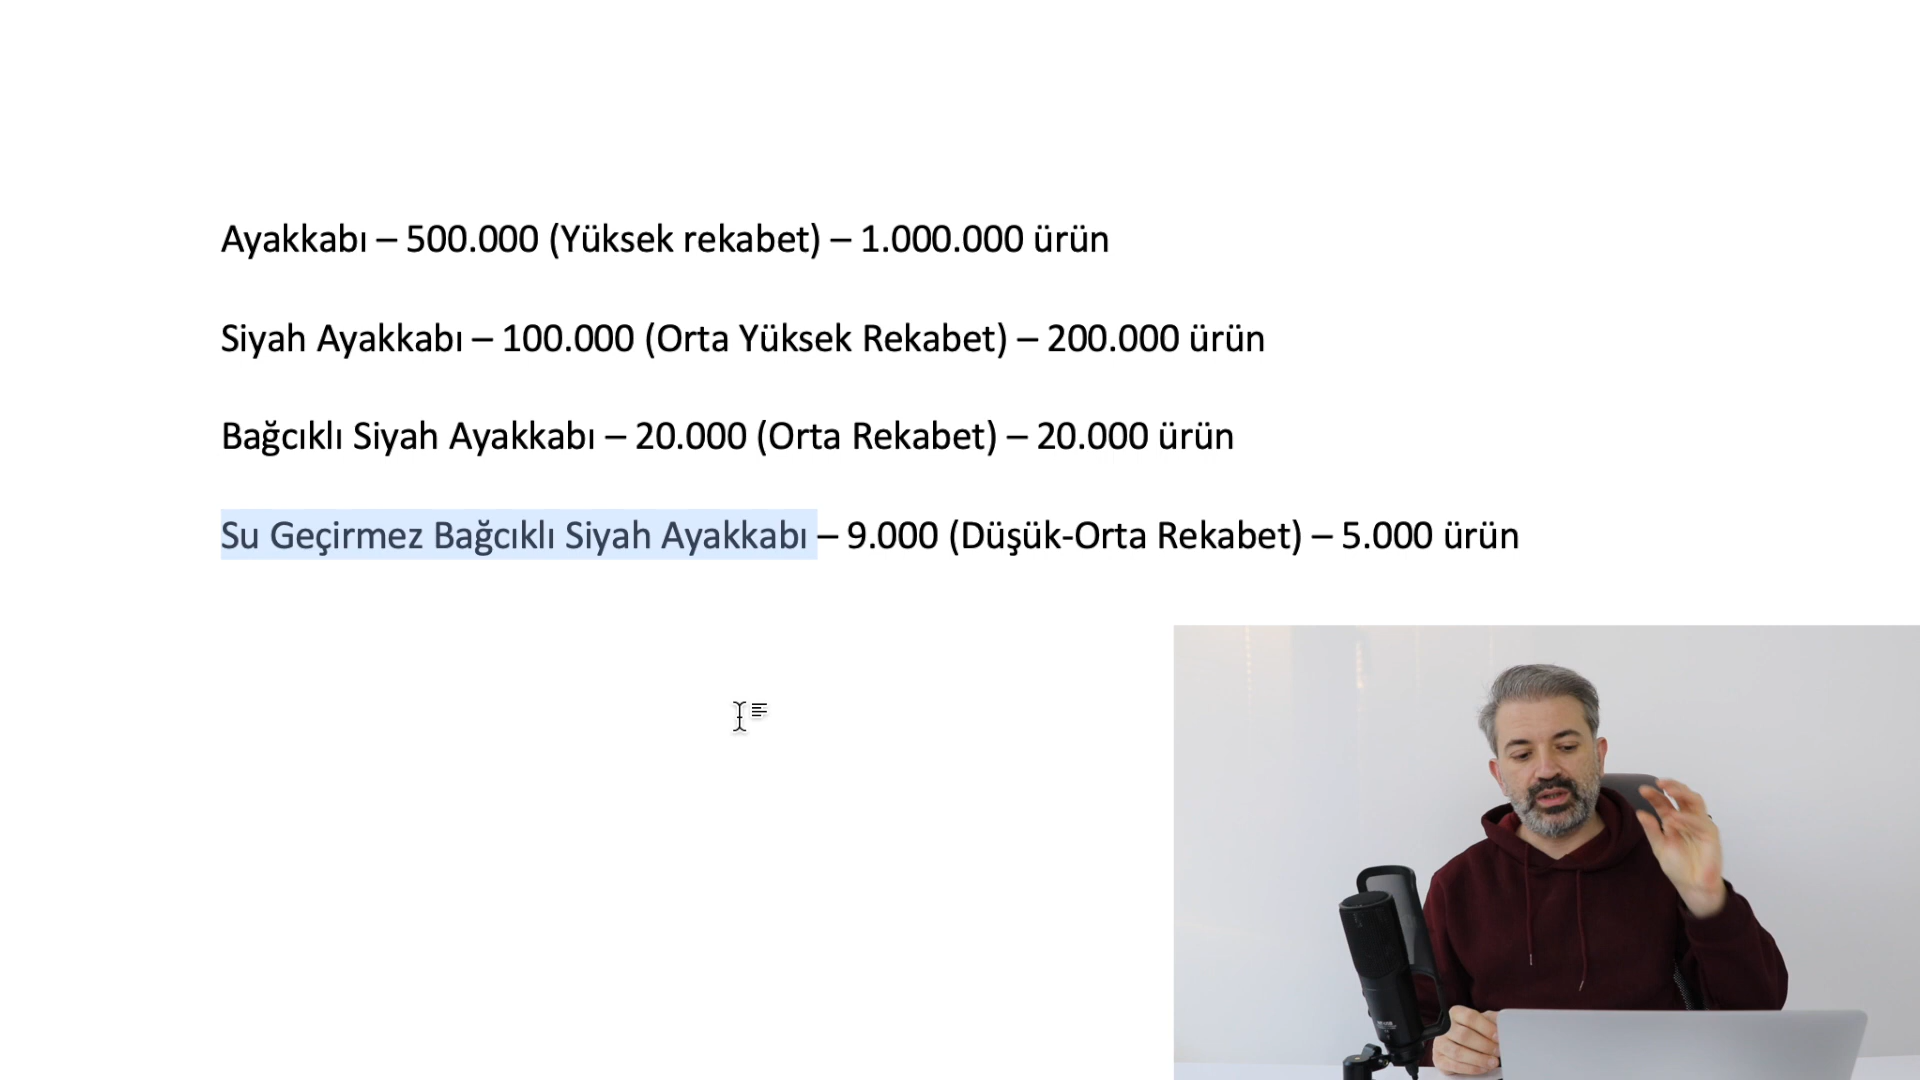 Ayakkabı – 500.000 (Yüksek rekabet) – 1.000.000 ürün
Siyah Ayakkabı – 100.000 (Orta Yüksek Rekabet) – 200.000 ürün
Bağcıklı Siyah Ayakkabı – 20.000 (Orta Rekabet) – 20.000 ürün
Su Geçirmez Bağcıklı Siyah Ayakkabı – 9.000 (Düşük-Orta Rekabet) – 5.000 ürün